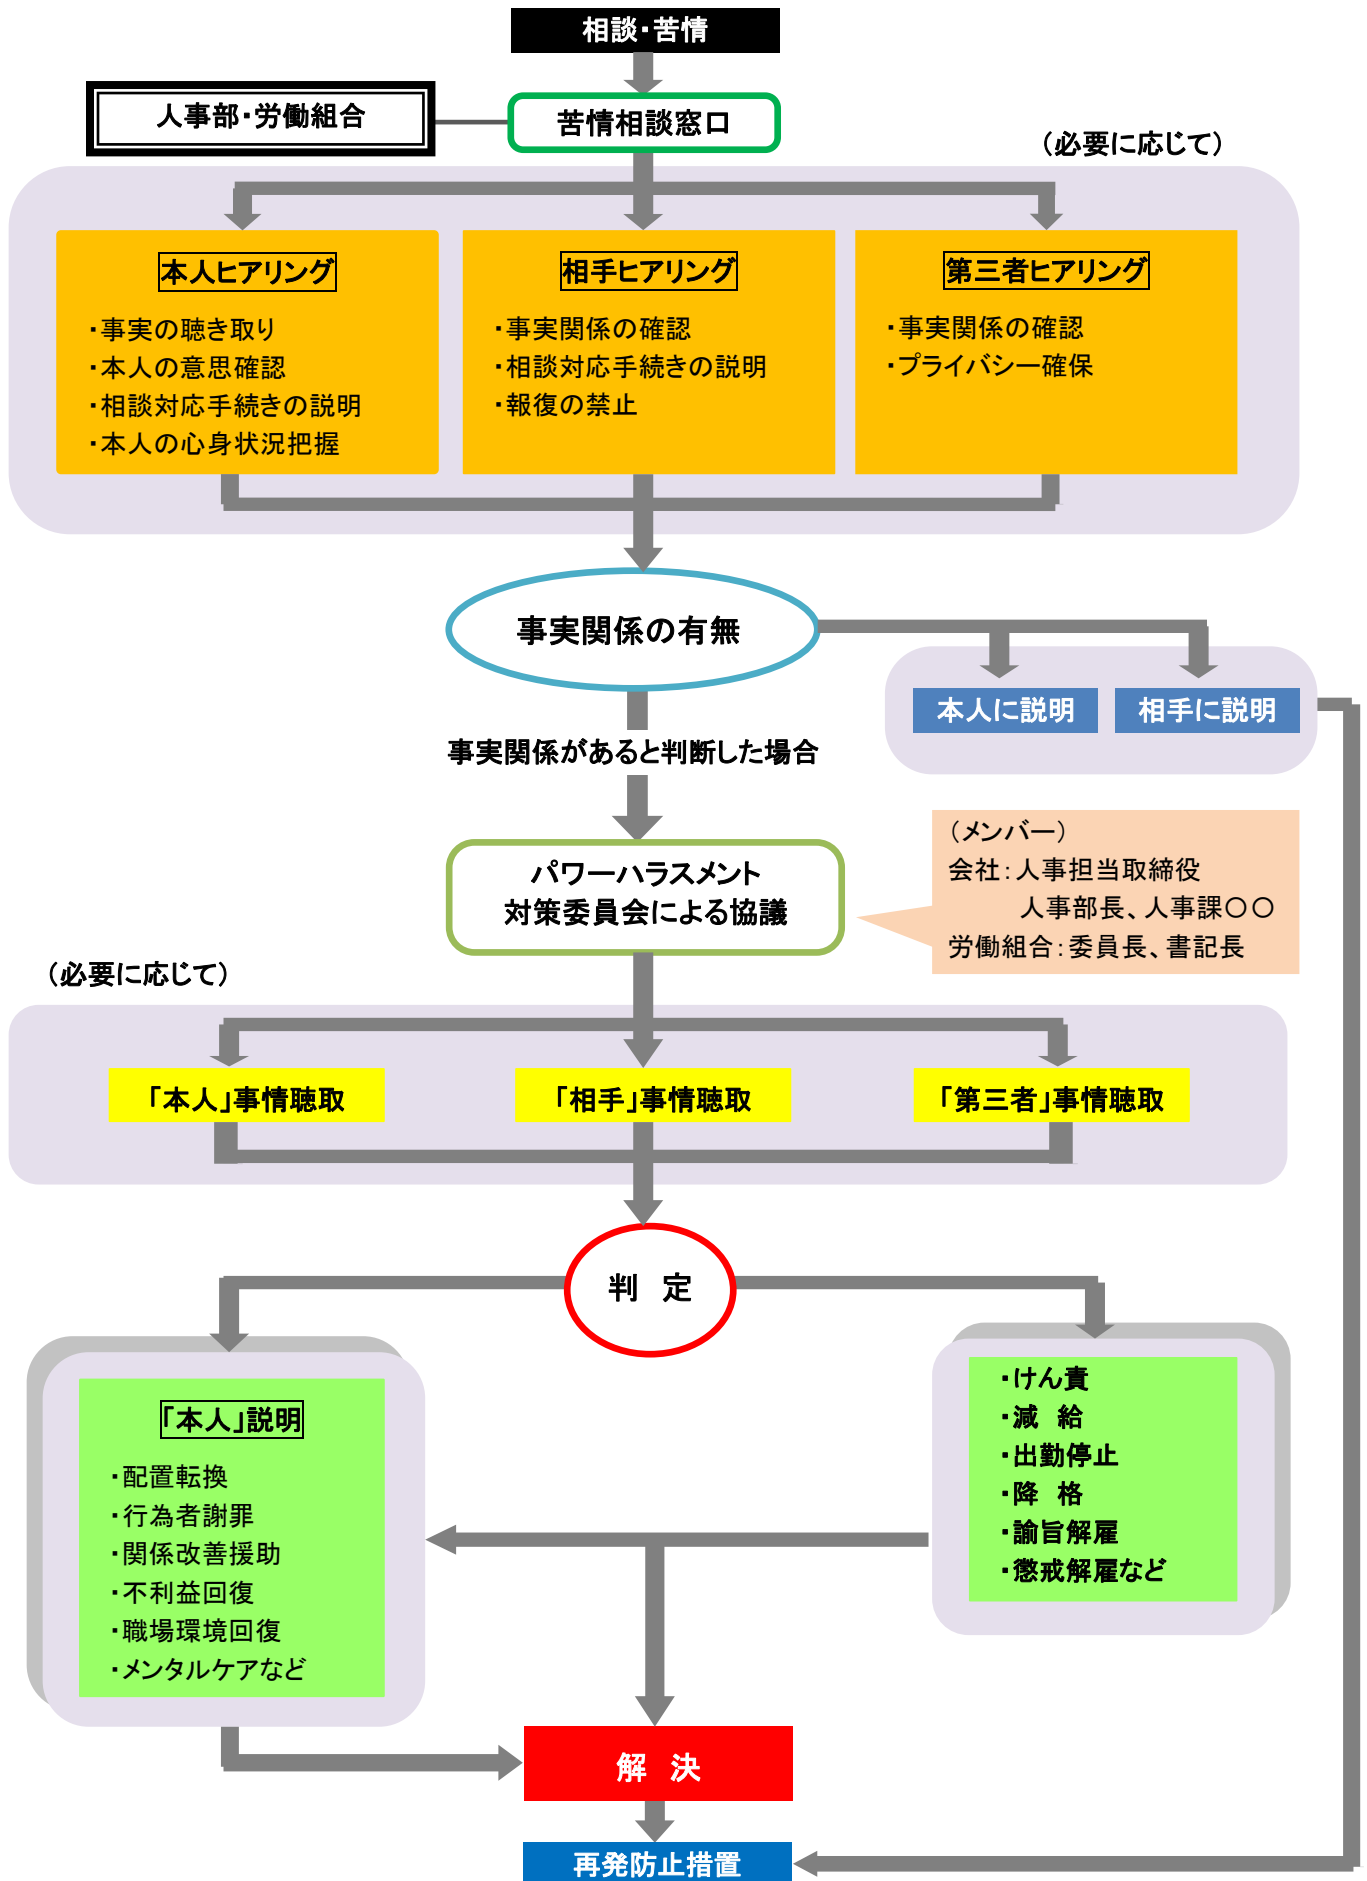 相談・苦情
人事部・労働組合
苦情相談窓口
（必要に応じて）
本人ヒアリング
・事実の聴き取り
・本人の意思確認
・相談対応手続きの説明
・本人の心身状況把握
相手ヒアリング
・事実関係の確認
・相談対応手続きの説明
・報復の禁止
第三者ヒアリング
・事実関係の確認
・プライバシー確保
事実関係の有無
本人に説明
相手に説明
事実関係があると判断した場合
パワーハラスメント
対策委員会による協議
（メンバー）
会社：人事担当取締役
人事部長、人事課〇〇
労働組合：委員長、書記長
（必要に応じて）
「本人」事情聴取
「相手」事情聴取
「第三者」事情聴取
判　定
「本人」説明
・配置転換
・行為者謝罪
・関係改善援助
・不利益回復
・職場環境回復
・メンタルケアなど
・けん責
・減　給
・出勤停止
・降　格
・諭旨解雇
・懲戒解雇など
解　決
再発防止措置